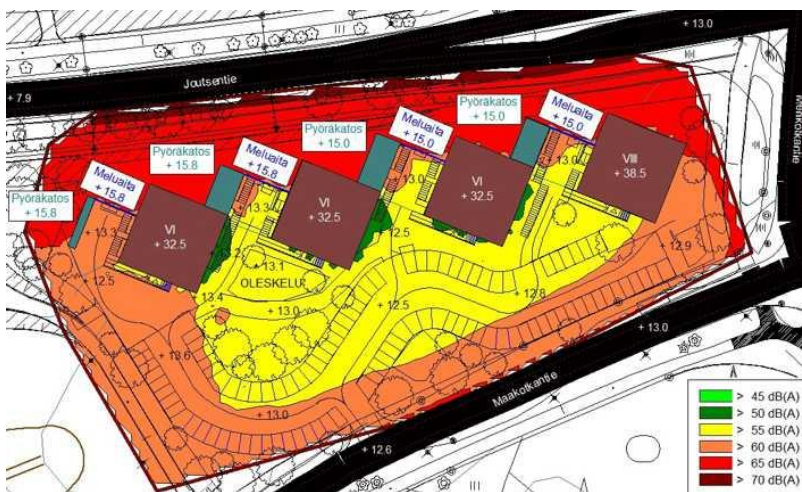 + 13.0
Joutsentie
+ 7.9
Pyöräkatos
+ 15.0
Meluaita
+ 15.0
Meluaita
+ 15.0
Pyöräkatos
+ 15.0
Pyöräkatos
+ 15.8
Meluaita
+ 15.8
Meluaita
+ 15.8
Pyöräkatos
+ 15.8
VIII
+ 38.5
VI
+ 32.5
VI
+ 32.5
VI
+ 32.5
+ 13.0
+ 13.0
+ 13.3
+ 13.3
+ 12.5
+ 12.9
+ 13.1
OLESKELU
+ 12.5
+ 13.4
+ 13.0
+ 12.5
+ 12.8
+ 13.6
+ 13.0
+ 13.0
Maakotkantie
+ 12.6
> 45 dB(A)
> 50 dB(A)
> 55 dB(A)
> 60 dB(A)
> 65 dB(A)
> 70 dB(A)